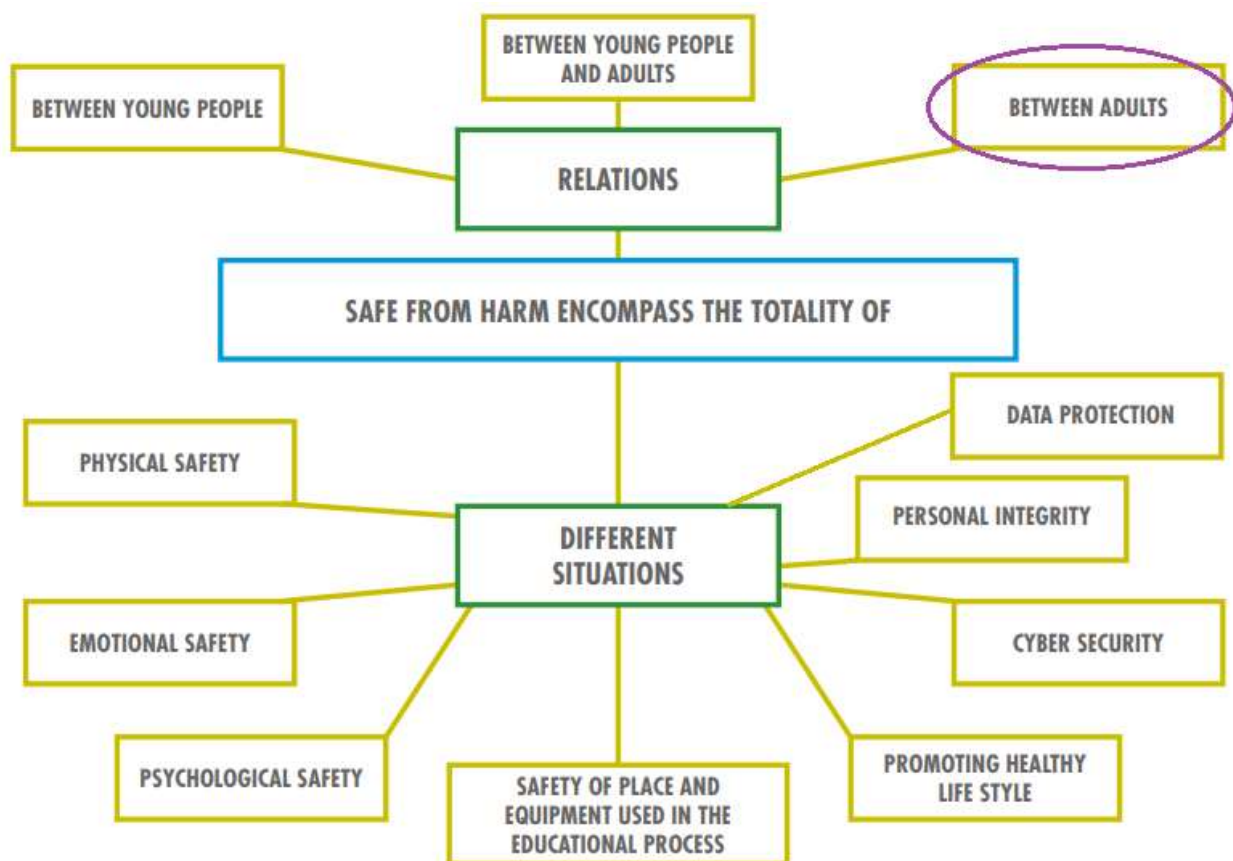 BETWEEN YOUNG PEOPLE
BETWEEN YOUNG PEOPLE
AND ADULTS
BETWEEN ADULTS
RELATIONS
SAFE FROM HARM ENCOMPASS THE TOTALITY OF
DATA PROTECTION
PHYSICAL SAFETY
PERSONAL INTEGRITY
DIFFERENT
SITUATIONS
EMOTIONAL SAFETY
CYBER SECURITY
PSYCHOLOGICAL SAFETY
SAFETY OF PLACE AND
EQUIPMENT USED IN THE
EDUCATIONAL PROCESS
PROMOTING HEALTHY
LIFE STYLE